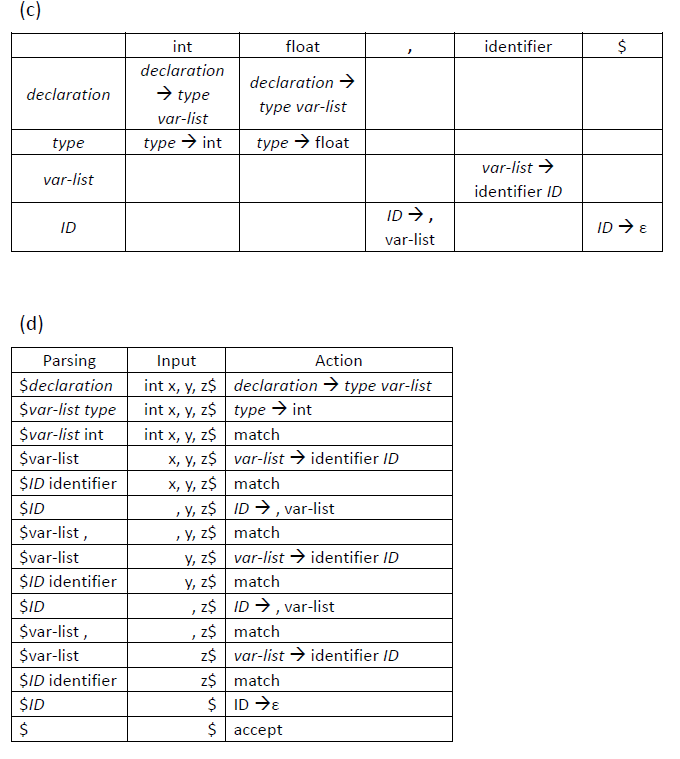 (c)
int float , identifier $
declaration declaration → type var-list declaration → type var-list
type type → int type → float
var-list var-list → identifier ID
ID ID → , var-list ID → ε
(d)
Parsing Input Action
$declaration int x, y, z$ declaration → type var-list
$var-list type int x, y, z$ type → int
$var-list int int x, y, z$ match
$var-list x, y, z$ var-list → identifier ID
$ID identifier x, y, z$ match
$ID , y, z$ ID → , var-list
$var-list , , y, z$ match
$var-list y, z$ var-list → identifier ID
$ID identifier y, z$ match
$ID , z$ ID → , var-list
$var-list , , z$ match
$var-list z$ var-list → identifier ID
$ID identifier z$ match
$ID $ ID →ε
$ $ accept